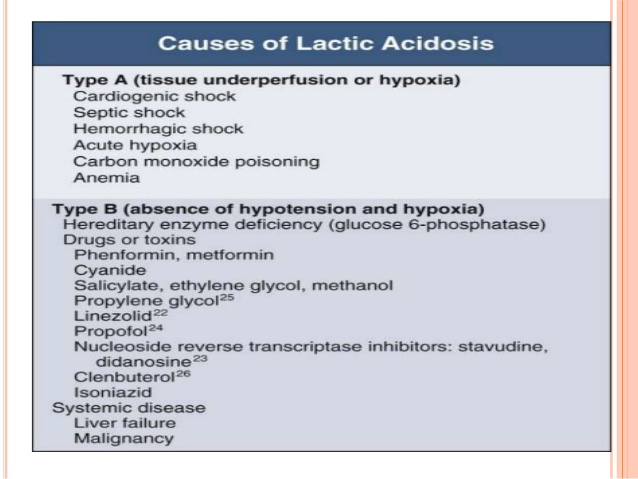 Causes of Lactic Acidosis
Type A (tissue underperfusion or hypoxia)
Cardiogenic shock
Septic shock
Hemorrhagic shock
Acute hypoxia
Carbon monoxide poisoning
Anemia
Type B (absence of hypotension and hypoxia)
Hereditary enzyme deficiency (glucose 6-phosphatase)
Drugs or toxins
Phenformin, metformin
Cyanide
Salicylate, ethylene glycol, methanol
Propylene glycol²⁵
Linezolid²²
Propofol²⁴
Nucleoside reverse transcriptase inhibitors: stavudine,
didanosine²³
Clenbuterol²⁶
Isoniazid
Systemic disease
Liver failure
Malignancy